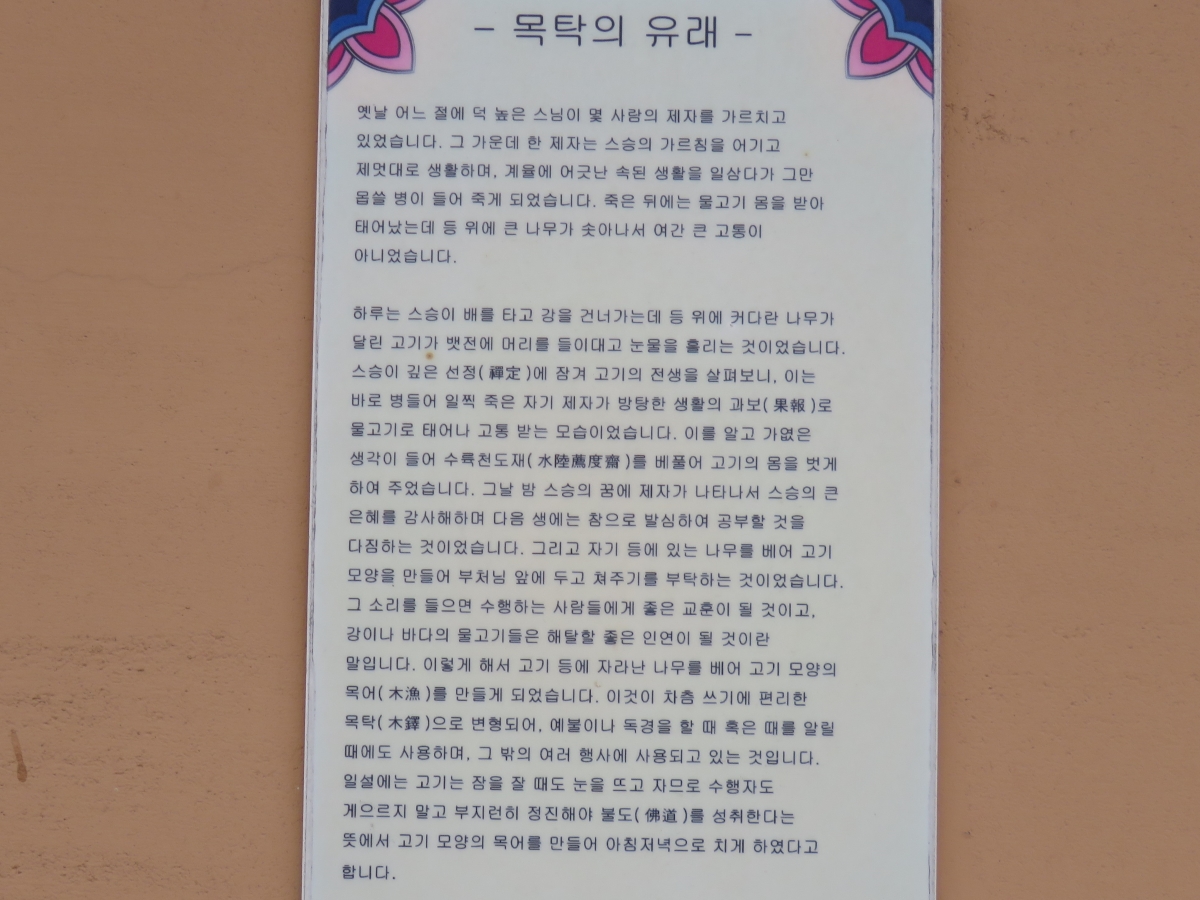 - 목탁의 유래 -
옛날 어느 절에 덕 높은 스님이 몇 사람의 제자를 가르치고
있었습니다. 그 가운데 한 제자는 스승의 가르침을 어기고
제멋대로 생활하며, 계율에 어긋난 속된 생활을 일삼다가 그만
몹쓸 병이 들어 죽게 되었습니다. 죽은 뒤에는 물고기 몸을 받아
태어났는데 등 위에 큰 나무가 솟아나서 여간 큰 고통이
아니었습니다.
하루는 스승이 배를 타고 강을 건너가는데 등 위에 커다란 나무가
달린 고기가 뱃전에 머리를 들이대고 눈물을 흘리는 것이었습니다.
스승이 깊은 선정( 禪定 )에 잠겨 고기의 전생을 살펴보니, 이는
바로 병들어 일찍 죽은 자기 제자가 방탕한 생활의 과보( 果報 )로
물고기로 태어나 고통 받는 모습이었습니다. 이를 알고 가엾은
생각이 들어 수륙천도재( 水陸薦度齋 )를 베풀어 고기의 몸을 벗게
하여 주었습니다. 그날 밤 스승의 꿈에 제자가 나타나서 스승의 큰
은혜를 감사해하며 다음 생에는 참으로 발심하여 공부할 것을
다짐하는 것이었습니다. 그리고 자기 등에 있는 나무를 베어 고기
모양을 만들어 부처님 앞에 두고 쳐주기를 부탁하는 것이었습니다.
그 소리를 들으면 수행하는 사람들에게 좋은 교훈이 될 것이고,
강이나 바다의 물고기들은 해탈할 좋은 인연이 될 것이란
말입니다. 이렇게 해서 고기 등에 자라난 나무를 베어 고기 모양의
목어( 木漁 )를 만들게 되었습니다. 이것이 차츰 쓰기에 편리한
목탁( 木鐸 )으로 변형되어, 예불이나 독경을 할 때 혹은 때를 알릴
때에도 사용하며, 그 밖의 여러 행사에 사용되고 있는 것입니다.
일설에는 고기는 잠을 잘 때도 눈을 뜨고 자므로 수행자도
게으르지 말고 부지런히 정진해야 불도( 佛道 )를 성취한다는
뜻에서 고기 모양의 목어를 만들어 아침저녁으로 치게 하였다고
합니다.